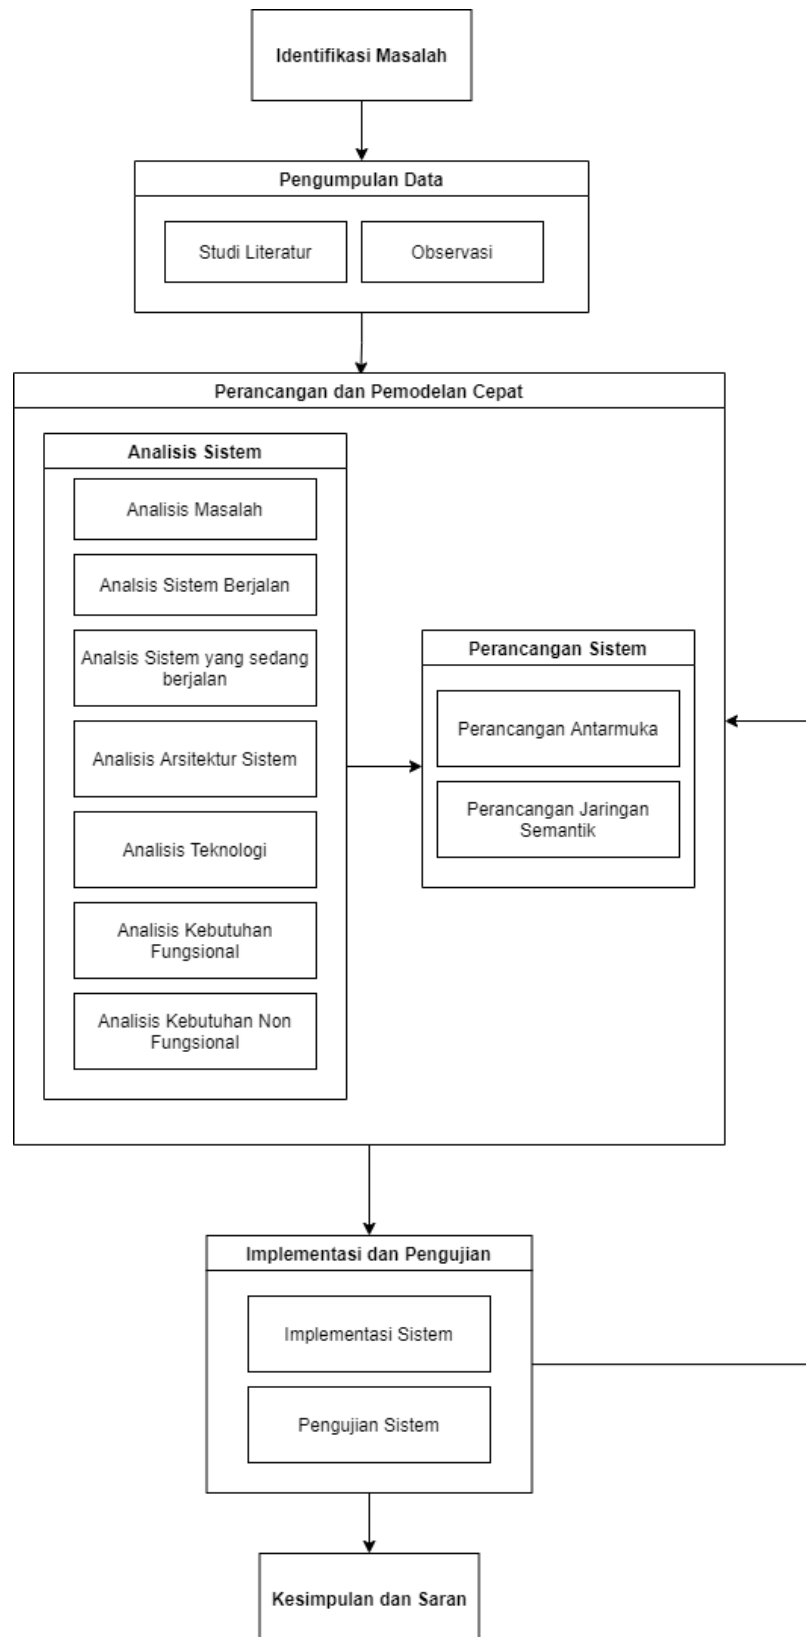 Identifikasi Masalah
Pengumpulan Data
Studi Literatur
Observasi
Perancangan dan Pemodelan Cepat
Analisis Sistem
Analisis Masalah
Analsis Sistem Berjalan
Analsis Sistem yang sedang
berjalan
Analisis Arsitektur Sistem
Analisis Teknologi
Analisis Kebutuhan
Fungsional
Analisis Kebutuhan Non
Fungsional
Perancangan Sistem
Perancangan Antarmuka
Perancangan Jaringan
Semantik
Implementasi dan Pengujian
Implementasi Sistem
Pengujian Sistem
Kesimpulan dan Saran